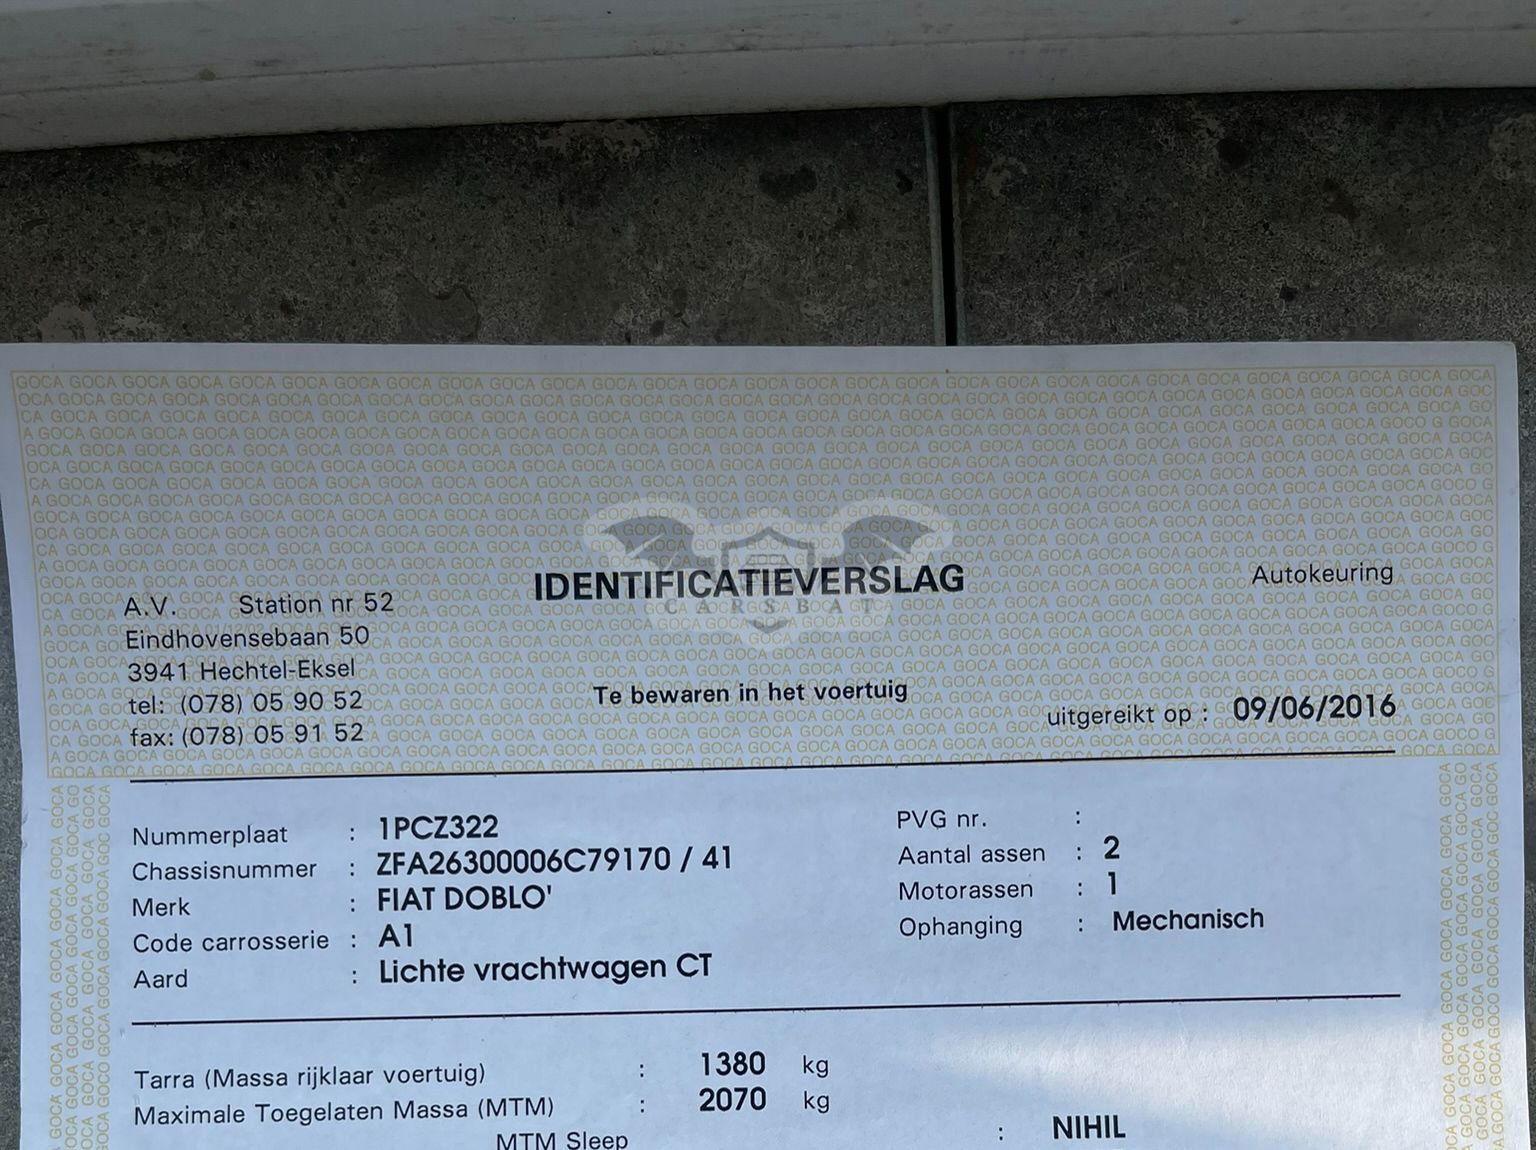 IDENTIFICATIEVERSLAG
Autokeuring
A.V. Station nr 52
Eindhovensebaan 50
3941 Hechtel-Eksel
tel: (078) 05 90 52
fax: (078) 05 91 52
CARSBAT
Te bewaren in het voertuig
uitgereikt op : 09/06/2016
Nummerplaat : 1PCZ322
Chassisnummer : ZFA26300006C79170 / 41
Merk : FIAT DOBLO'
Code carrosserie : A1
Aard : Lichte vrachtwagen CT
PVG nr. :
Aantal assen : 2
Motorassen : 1
Ophanging : Mechanisch
Tarra (Massa rijklaar voertuig) : 1380 kg
Maximale Toegelaten Massa (MTM) : 2070 kg
MTM Sleep : NIHIL